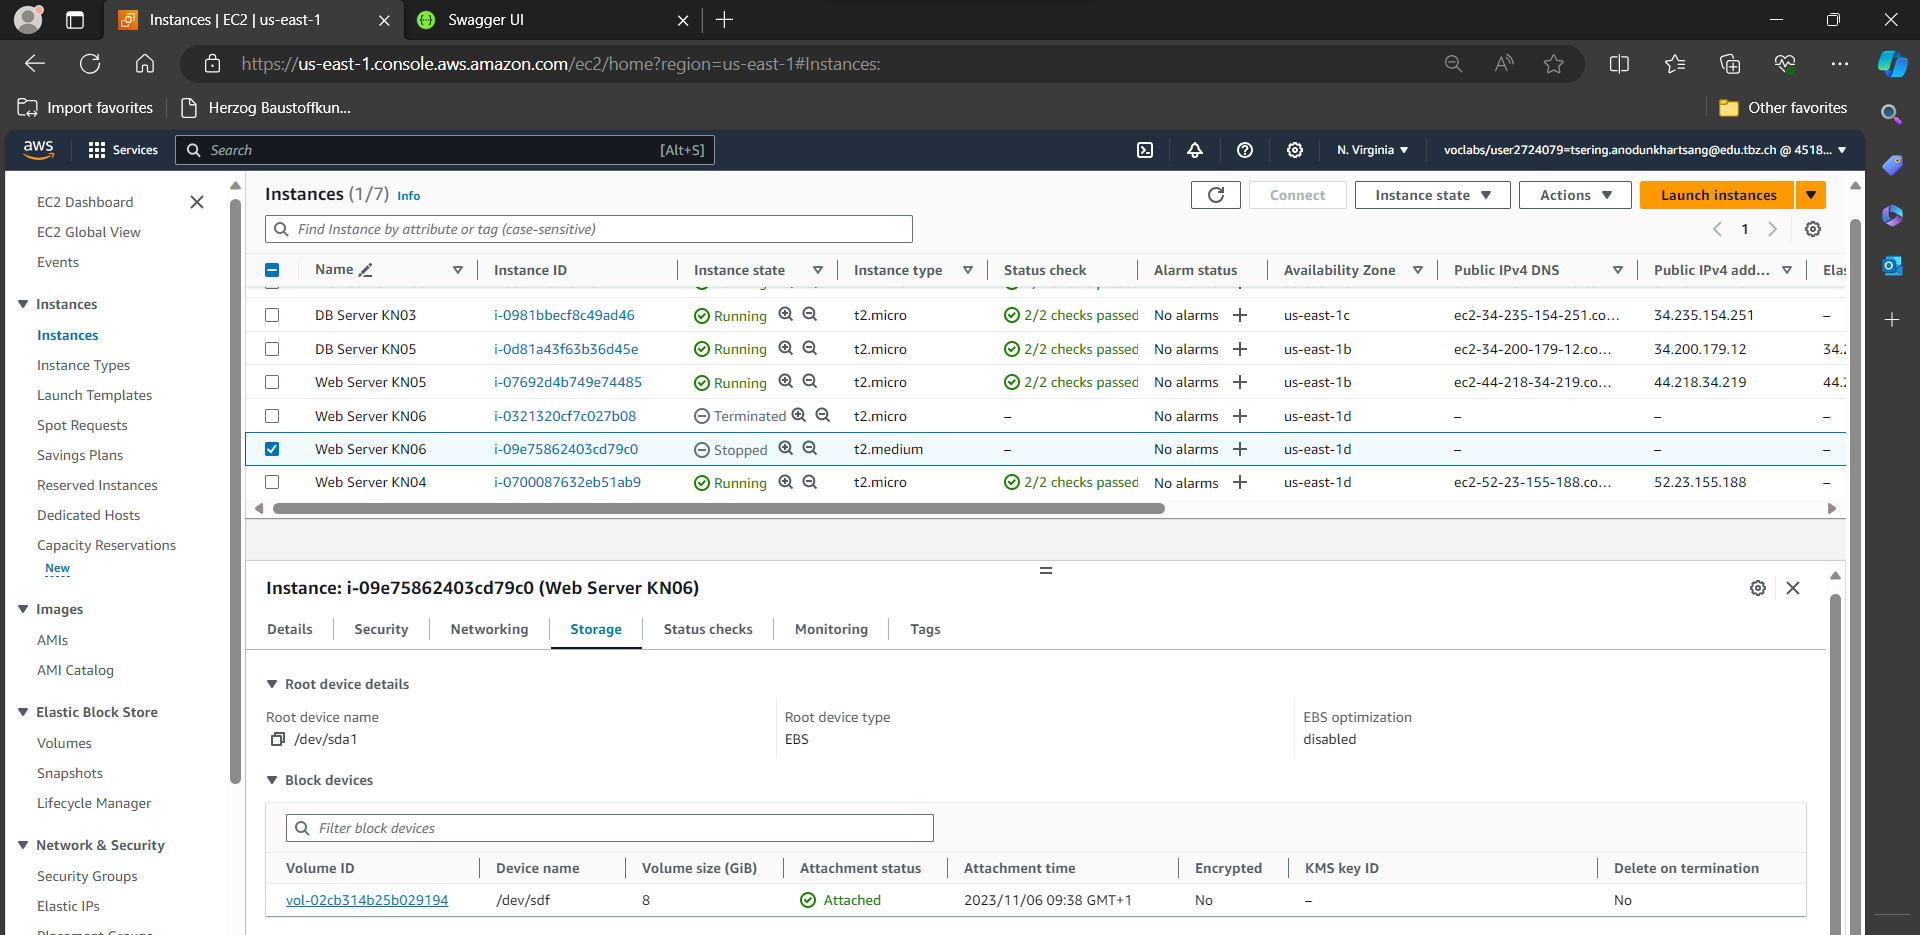 Instances | EC2 | us-east-1
Swagger UI
https://us-east-1.console.aws.amazon.com/ec2/home?region=us-east-1#Instances:
Import favorites
Herzog Baustoffkun...
Other favorites
aws
Services
Search [Alt+S]
N. Virginia
voclabs/user2724079=tsering.anodunkhartsang@edu.tbz.ch @ 4518...
EC2 Dashboard
EC2 Global View
Events
Instances
Instances
Instance Types
Launch Templates
Spot Requests
Savings Plans
Reserved Instances
Dedicated Hosts
Capacity Reservations
New
Images
AMIs
AMI Catalog
Elastic Block Store
Volumes
Snapshots
Lifecycle Manager
Network & Security
Security Groups
Elastic IPs
Instances (1/7) Info
Connect
Instance state
Actions
Launch instances
Find Instance by attribute or tag (case-sensitive)
1
Name Instance ID Instance state Instance type Status check Alarm status Availability Zone Public IPv4 DNS Public IPv4 add... Elas
DB Server KN03 i-0981bbecf8c49ad46 Running t2.micro 2/2 checks passed No alarms + us-east-1c ec2-34-235-154-251.co... 34.235.154.251 –
DB Server KN05 i-0d81a43f63b36d45e Running t2.micro 2/2 checks passed No alarms + us-east-1b ec2-34-200-179-12.co... 34.200.179.12 34.2
Web Server KN05 i-07692d4b749e74485 Running t2.micro 2/2 checks passed No alarms + us-east-1b ec2-44-218-34-219.co... 44.218.34.219 44.2
Web Server KN06 i-0321320cf7c027b08 Terminated t2.micro – No alarms + us-east-1d – – –
Web Server KN06 i-09e75862403cd79c0 Stopped t2.medium – No alarms + us-east-1d – – –
Web Server KN04 i-0700087632eb51ab9 Running t2.micro 2/2 checks passed No alarms + us-east-1d ec2-52-23-155-188.co... 52.23.155.188 –
Instance: i-09e75862403cd79c0 (Web Server KN06)
Details Security Networking Storage Status checks Monitoring Tags
Root device details
Root device name
/dev/sda1
Root device type
EBS
EBS optimization
disabled
Block devices
Filter block devices
Volume ID Device name Volume size (GiB) Attachment status Attachment time Encrypted KMS key ID Delete on termination
vol-02cb314b25b029194 /dev/sdf 8 Attached 2023/11/06 09:38 GMT+1 No – No